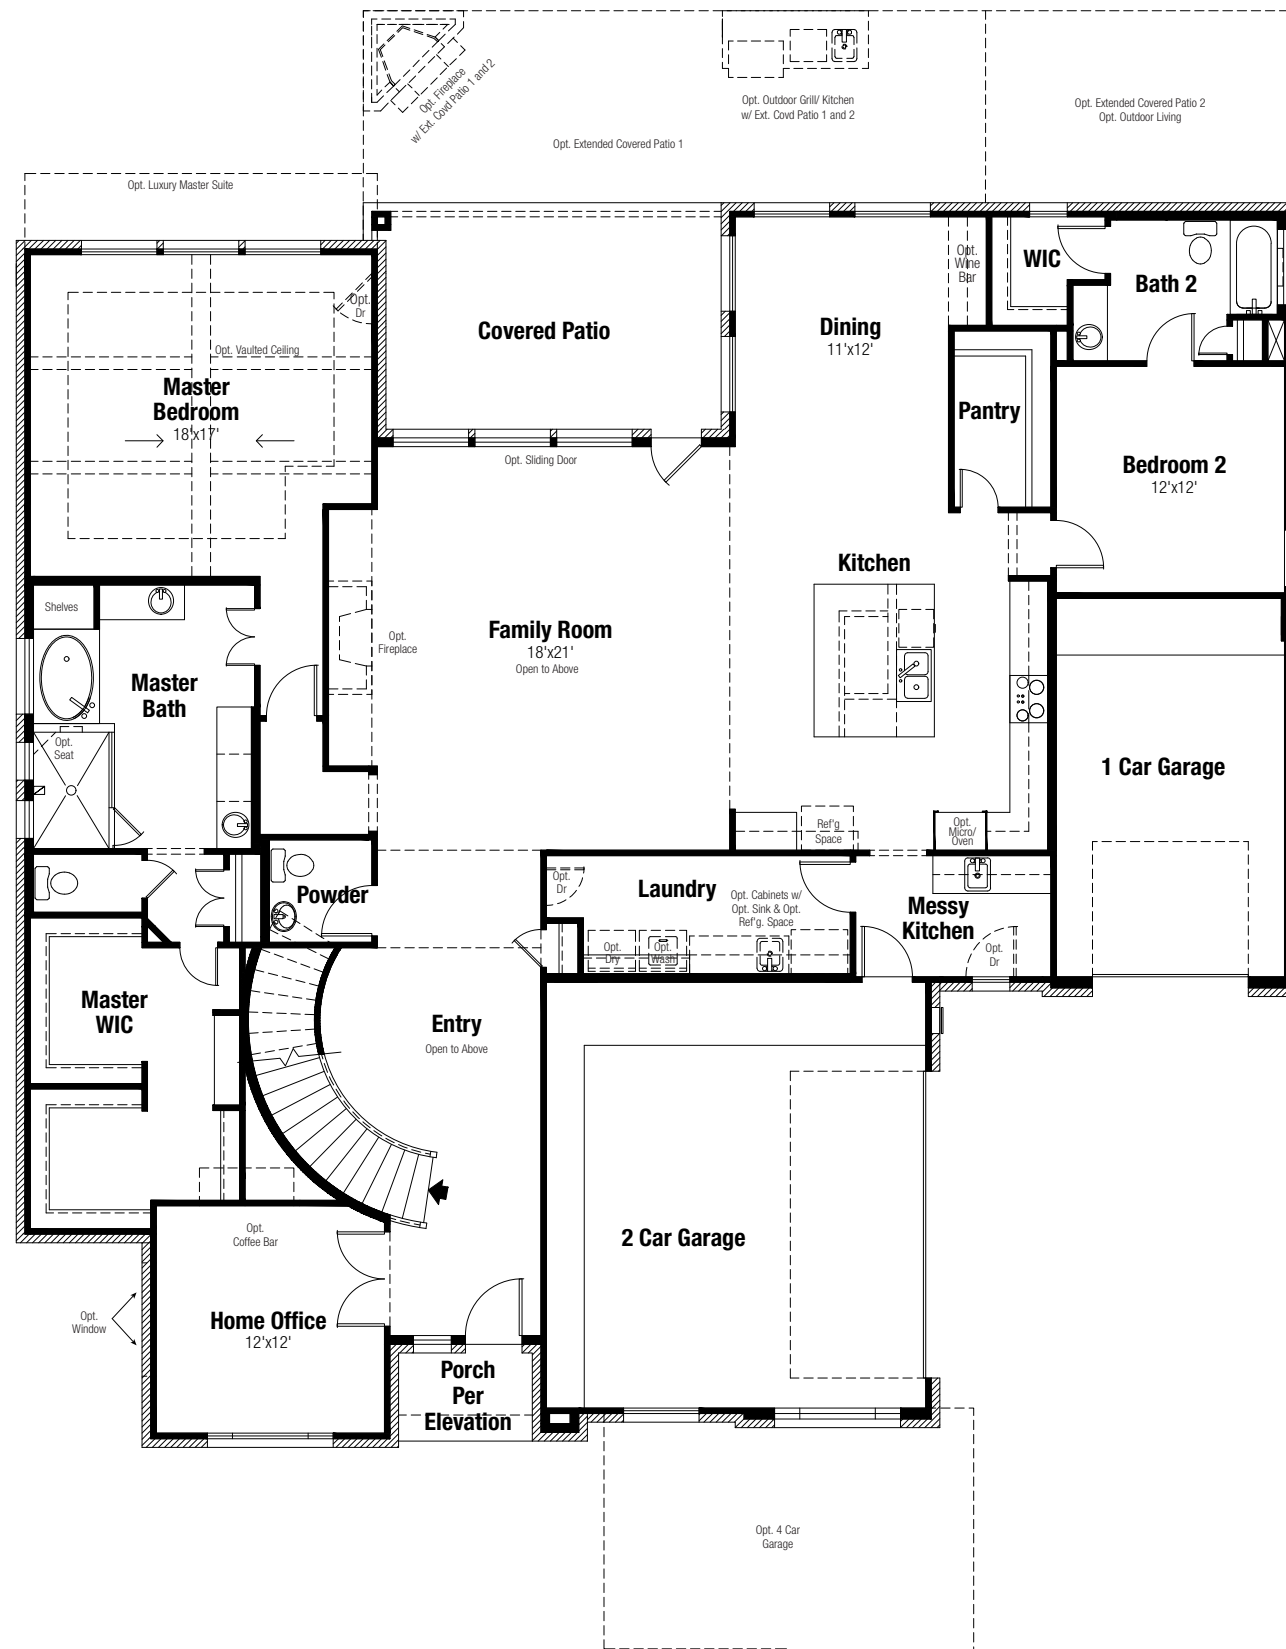 Opt. Fireplace
w/ Ext. Covd Patio 1 and 2
Opt. Outdoor Grill/ Kitchen
w/ Ext. Covd Patio 1 and 2
Opt. Extended Covered Patio 2
Opt. Outdoor Living
Opt. Extended Covered Patio 1
Opt. Luxury Master Suite
Opt.
Dr
Opt. Vaulted Ceiling
Master
Bedroom
18'x17'
Covered Patio
Opt. Sliding Door
Dining
11'x12'
Opt.
Wine
Bar
WIC
Bath 2
Pantry
Bedroom 2
12'x12'
Kitchen
Family Room
18'x21'
Open to Above
Opt.
Fireplace
Shelves
Master
Bath
Opt.
Seat
1 Car Garage
Ref'g
Space
Opt.
Micro/
Oven
Powder
Opt.
Dr
Laundry
Opt. Cabinets w/
Opt. Sink & Opt.
Ref'g. Space
Opt.
Dry
Opt.
Wash
Messy
Kitchen
Opt.
Dr
Master
WIC
Entry
Open to Above
2 Car Garage
Opt.
Coffee Bar
Opt.
Window
Home Office
12'x12'
Porch
Per
Elevation
Opt. 4 Car
Garage